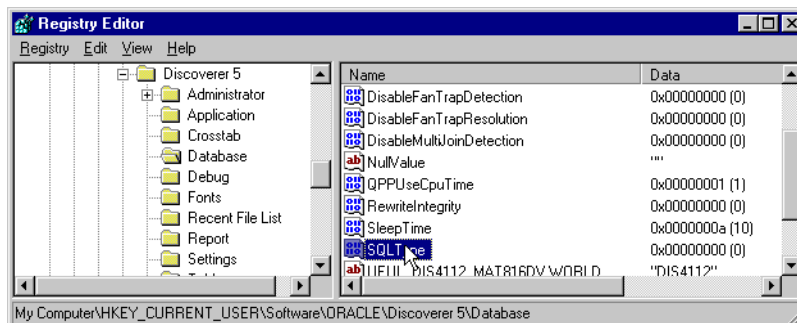 Registry Editor
Registry Edit View Help
Discoverer 5
Administrator
Application
Crosstab
Database
Debug
Fonts
Recent File List
Report
Settings
Name Data
DisableFanTrapDetection 0x00000000 (0)
DisableFanTrapResolution 0x00000000 (0)
DisableMultiJoinDetection 0x00000000 (0)
NullValue ""
QPPUseCpuTime 0x00000001 (1)
RewriteIntegrity 0x00000000 (0)
SleepTime 0x0000000a (10)
SQLType 0x00000000 (0)
"DIS4112"
My Computer\HKEY_CURRENT_USER\Software\ORACLE\Discoverer 5\Database